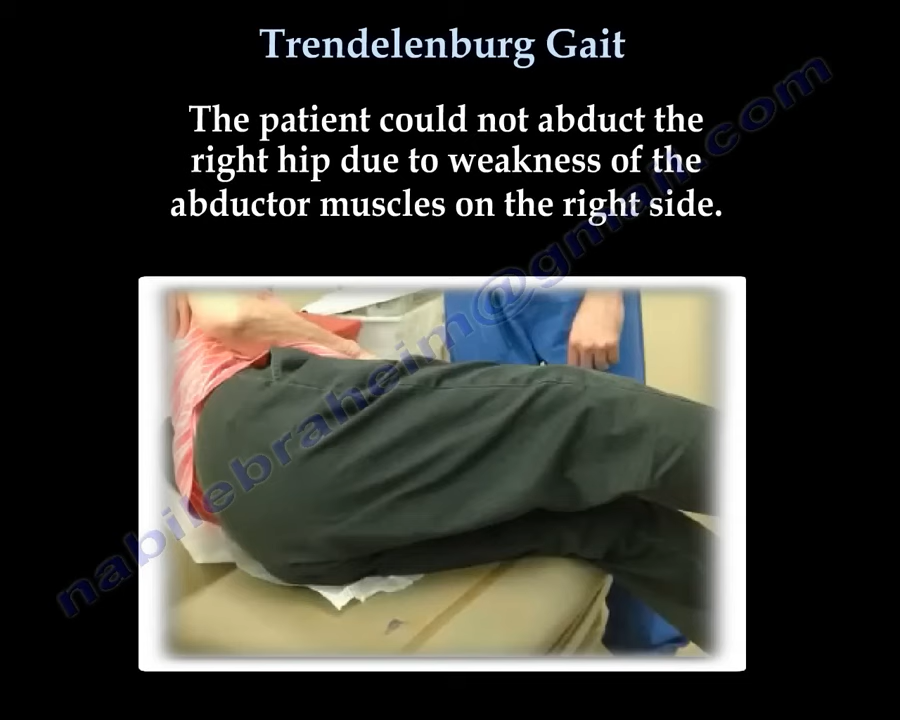 Trendelenburg Gait
The patient could not abduct the
right hip due to weakness of the
abductor muscles on the right side.
nabilebraheim@gmail.com